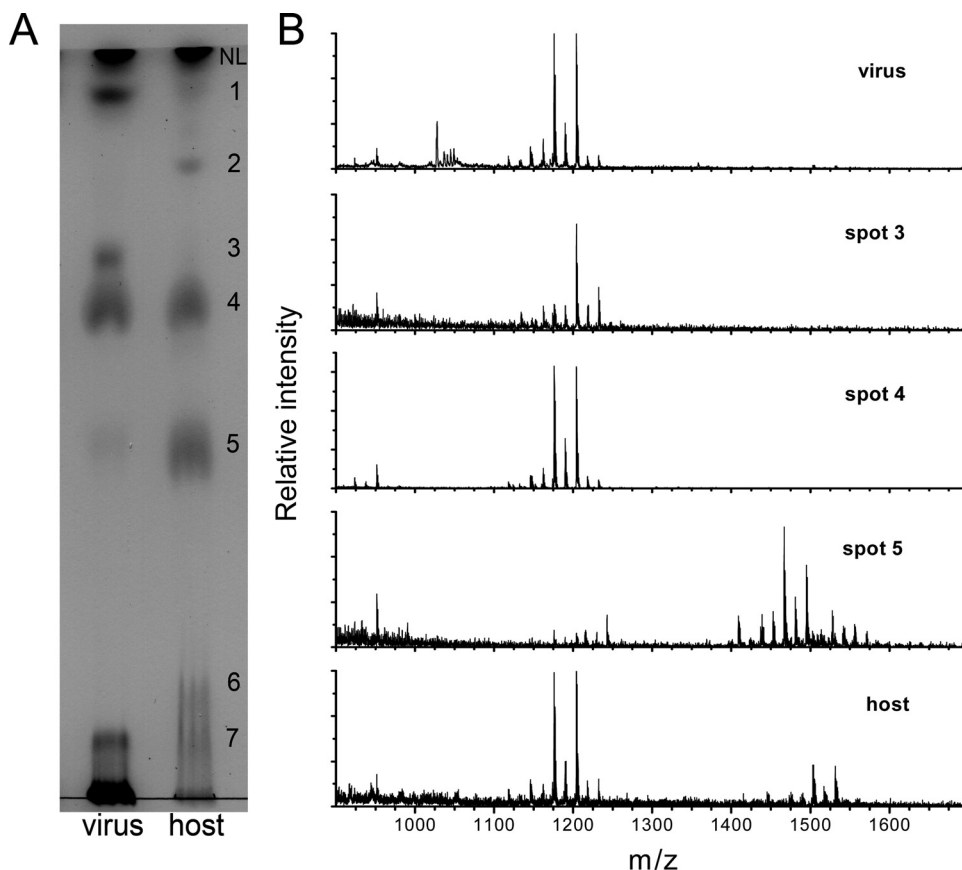 A
NL
1
2
3
4
5
6
7
virus host
B
Relative intensity
virus
spot 3
spot 4
spot 5
host
1000 1100 1200 1300 1400 1500 1600
m/z